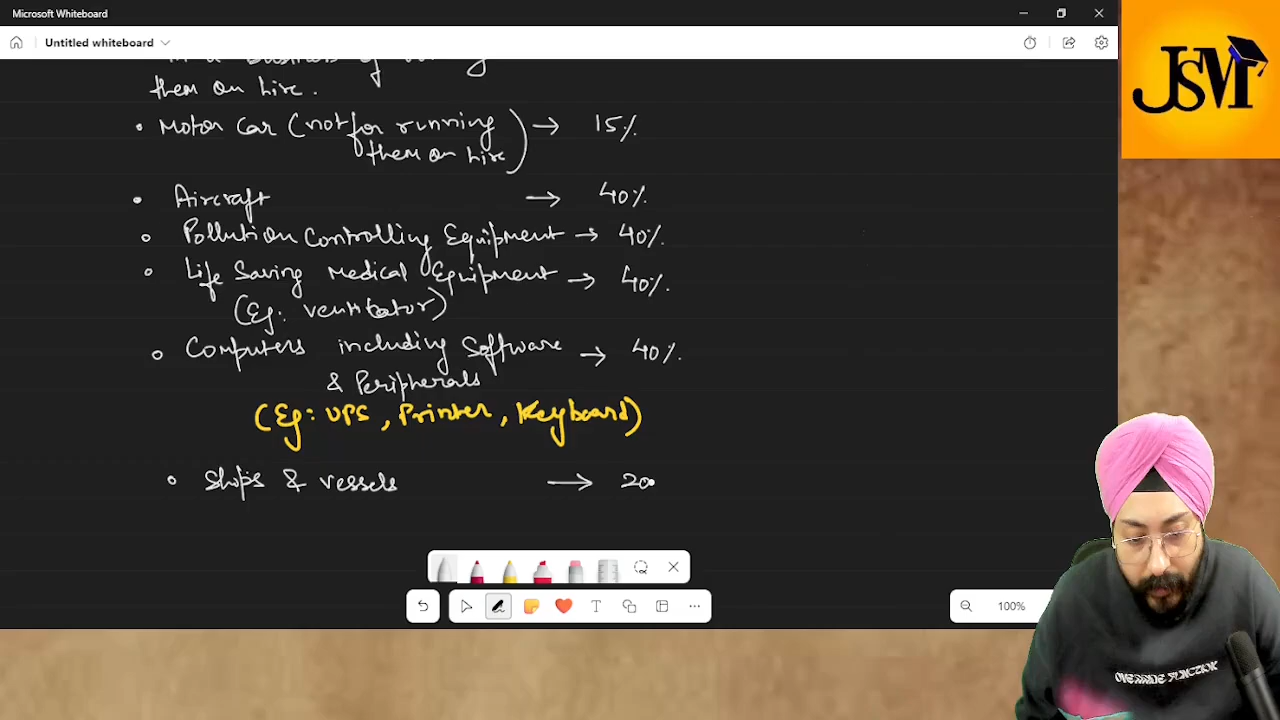 Microsoft Whiteboard
Untitled whiteboard
them on hire.
• Motor car (not for running them on hire) → 15%
• Aircraft → 40%
• Pollution Controlling Equipment → 40%
• Life Saving medical Equipment → 40%
(Eg: ventilator)
• Computers including Software → 40%.
& Peripherals
(Eg: UPS, Printer, Keyboard)
• Ships & vessels → 20
100%
JSM
OVERRIDE FUNCTION